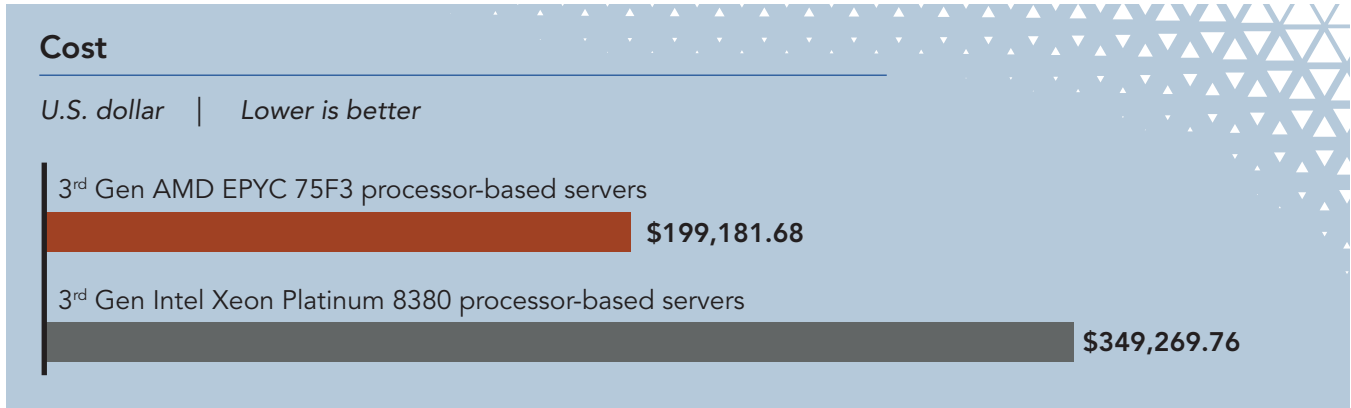 Cost
U.S. dollar | Lower is better
3rd Gen AMD EPYC 75F3 processor-based servers
$199,181.68
3rd Gen Intel Xeon Platinum 8380 processor-based servers
$349,269.76